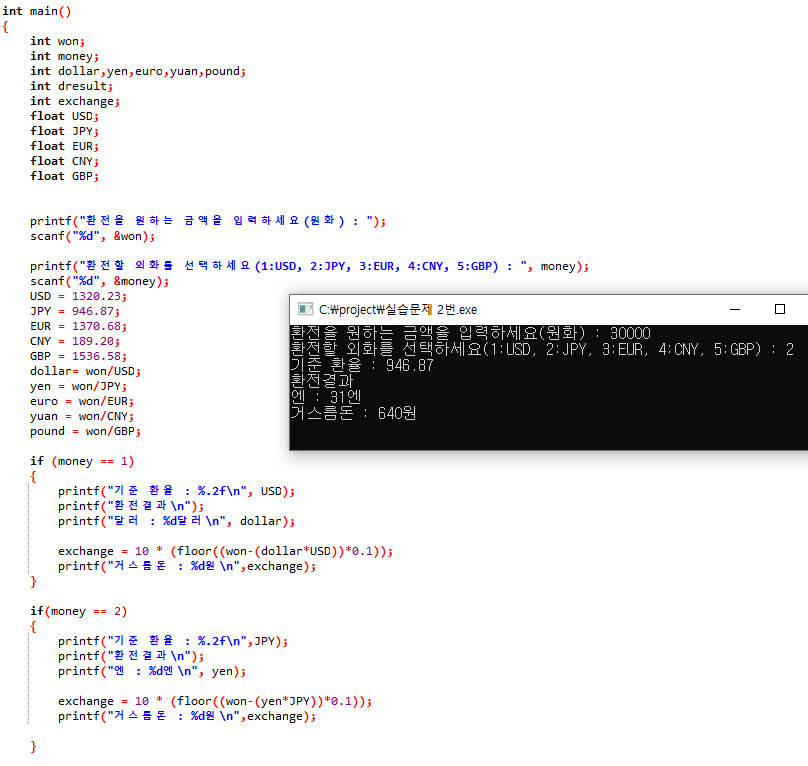 int main()
{
int won;
int money;
int dollar,yen,euro,yuan,pound;
int dresult;
int exchange;
float USD;
float JPY;
float EUR;
float CNY;
float GBP;
printf("환전을 원하는 금액을 입력하세요(원화) : ");
scanf("%d", &won);
printf("환전할 외화를 선택하세요(1:USD, 2:JPY, 3:EUR, 4:CNY, 5:GBP) : ", money);
scanf("%d", &money);
USD = 1320.23;
JPY = 946.87;
EUR = 1370.68;
CNY = 189.20;
GBP = 1536.58;
dollar= won/USD;
yen = won/JPY;
euro = won/EUR;
yuan = won/CNY;
pound = won/GBP;
if (money == 1)
{
printf("기준 환율 : %.2f\n", USD);
printf("환전결과\n");
printf("달러 : %d달러\n", dollar);
exchange = 10 * (floor((won-(dollar*USD))*0.1));
printf("거스름돈 : %d원\n",exchange);
}
if(money == 2)
{
printf("기준 환율 : %.2f\n",JPY);
printf("환전결과\n");
printf("엔 : %d엔\n", yen);
exchange = 10 * (floor((won-(yen*JPY))*0.1));
printf("거스름돈 : %d원\n",exchange);
}
C:\project\실습문제 2번.exe
환전을 원하는 금액을 입력하세요(원화) : 30000
환전할 외화를 선택하세요(1:USD, 2:JPY, 3:EUR, 4:CNY, 5:GBP) : 2
기준 환율 : 946.87
환전결과
엔 : 31엔
거스름돈 : 640원